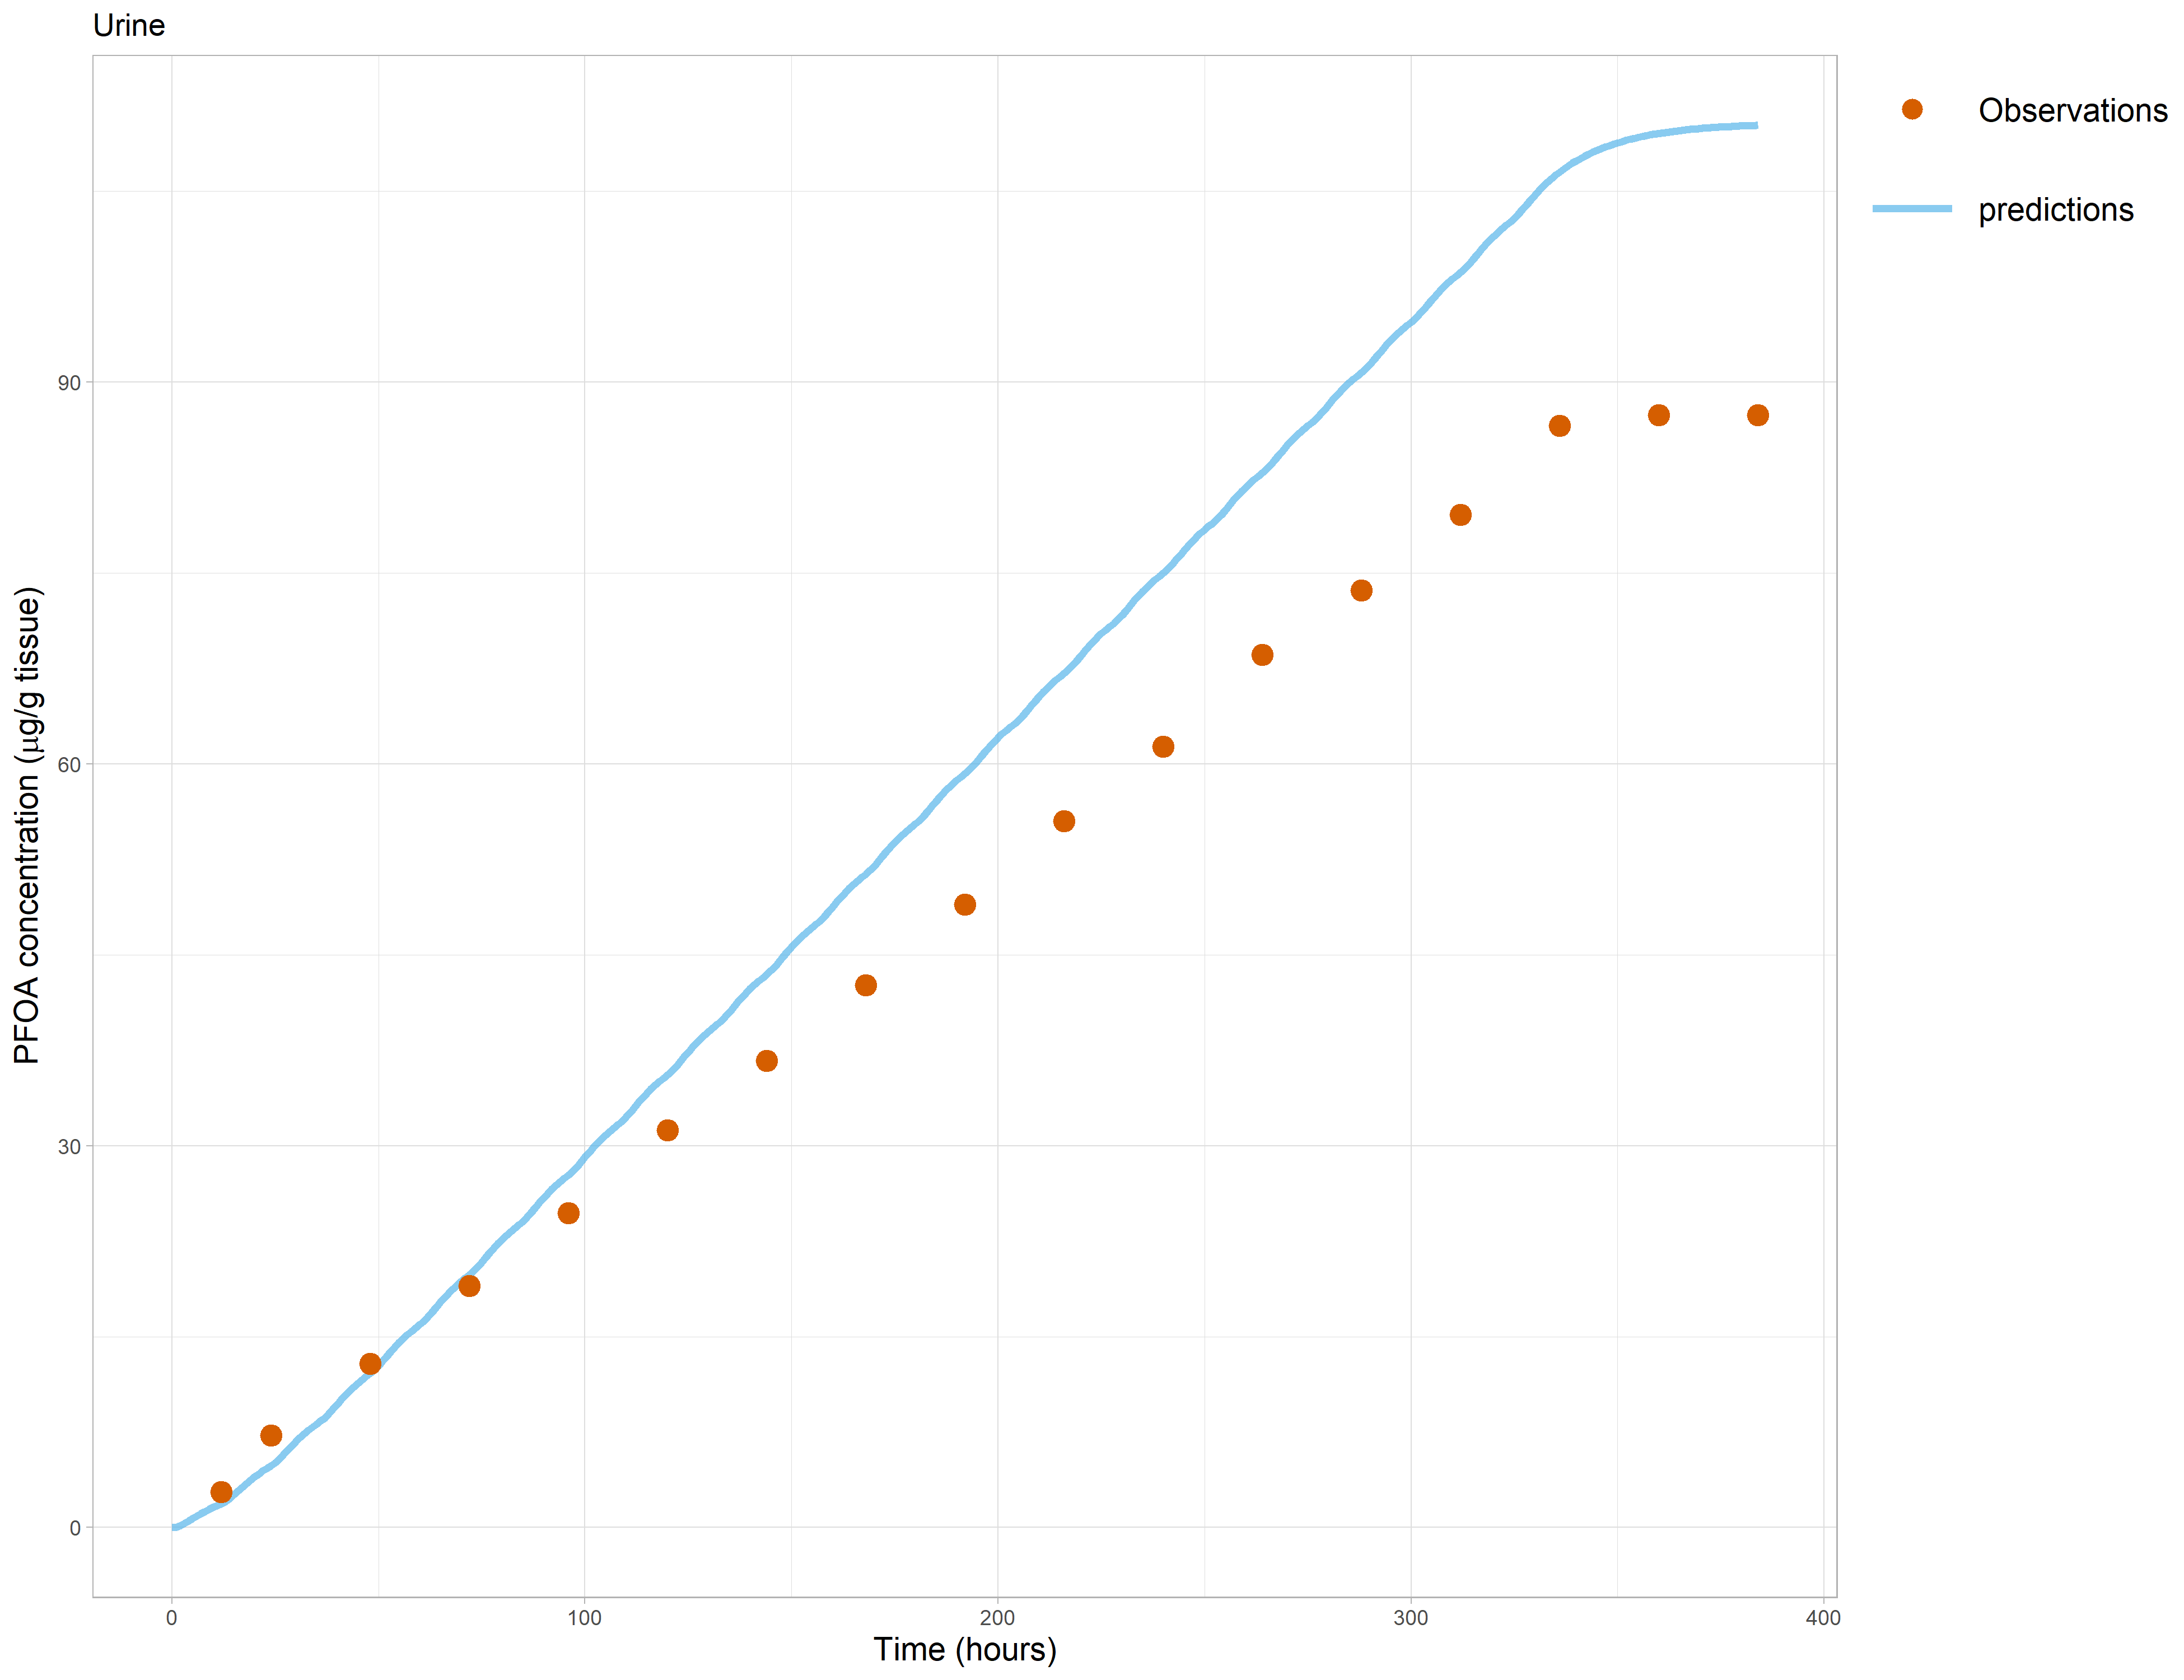 Urine
Observations
predictions
PFOA concentration (μg/g tissue)
90
60
30
0
0 100 200 300 400
Time (hours)